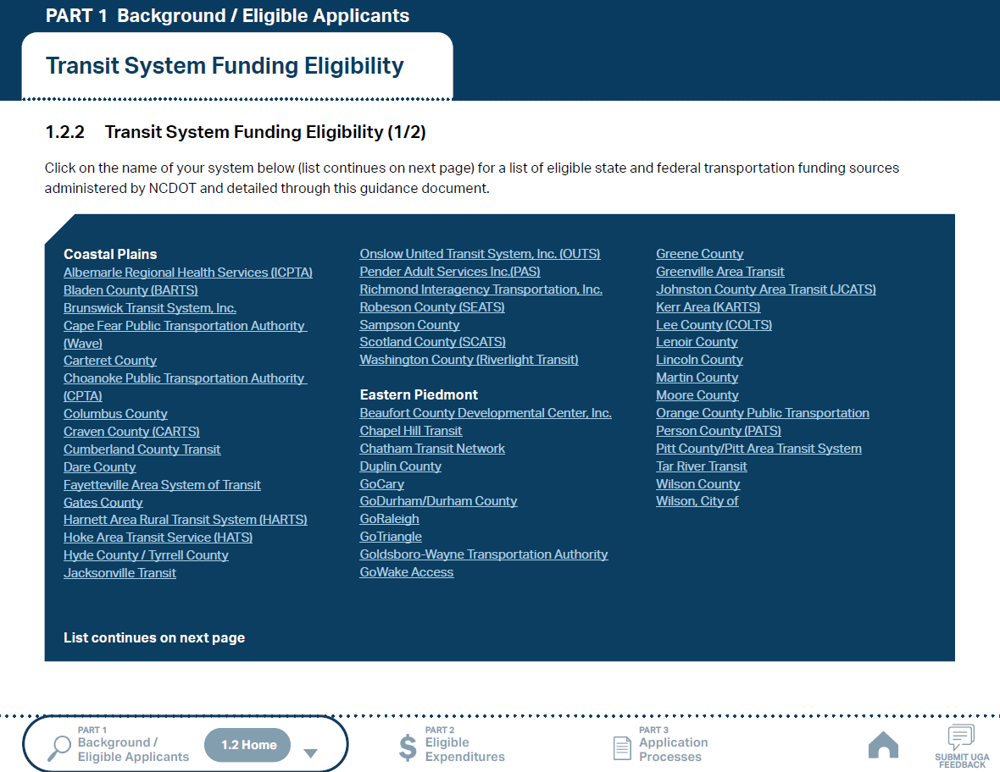 PART 1 Background / Eligible Applicants
Transit System Funding Eligibility
1.2.2 Transit System Funding Eligibility (1/2)
Click on the name of your system below (list continues on next page) for a list of eligible state and federal transportation funding sources
administered by NCDOT and detailed through this guidance document.
Coastal Plains
Albemarle Regional Health Services (ICPTA)
Bladen County (BARTS)
Brunswick Transit System, Inc.
Cape Fear Public Transportation Authority
(Wave)
Carteret County
Choanoke Public Transportation Authority
(CPTA)
Columbus County
Craven County (CARTS)
Cumberland County Transit
Dare County
Fayetteville Area System of Transit
Gates County
Harnett Area Rural Transit System (HARTS)
Hoke Area Transit Service (HATS)
Hyde County / Tyrrell County
Jacksonville Transit
Onslow United Transit System, Inc. (OUTS)
Pender Adult Services Inc.(PAS)
Richmond Interagency Transportation, Inc.
Robeson County (SEATS)
Sampson County
Scotland County (SCATS)
Washington County (Riverlight Transit)
Eastern Piedmont
Beaufort County Developmental Center, Inc.
Chapel Hill Transit
Chatham Transit Network
Duplin County
GoCary
GoDurham/Durham County
GoRaleigh
GoTriangle
Goldsboro-Wayne Transportation Authority
GoWake Access
Greene County
Greenville Area Transit
Johnston County Area Transit (JCATS)
Kerr Area (KARTS)
Lee County (COLTS)
Lenoir County
Lincoln County
Martin County
Moore County
Orange County Public Transportation
Person County (PATS)
Pitt County/Pitt Area Transit System
Tar River Transit
Wilson County
Wilson, City of
List continues on next page
PART 1
Background /
Eligible Applicants
1.2 Home
PART 2
Eligible
Expenditures
PART 3
Application
Processes
SUBMIT UGA
FEEDBACK